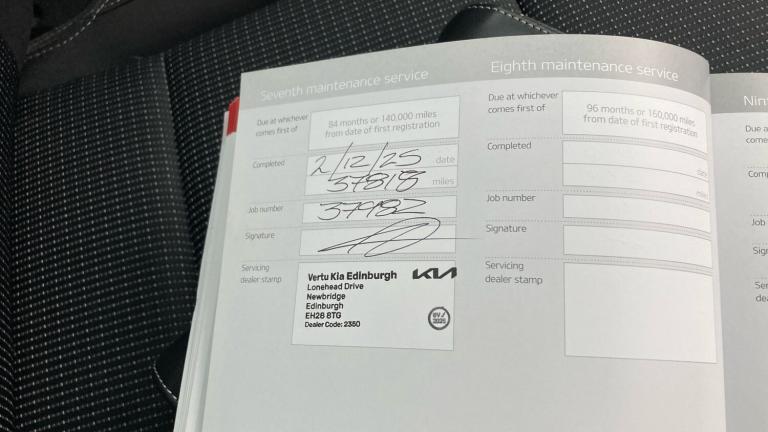 Seventh maintenance service
Due at whichever
comes first of
84 months or 140,000 miles
from date of first registration
Completed
2/12/25 date
37818 miles
Job number
37982
Signature
Servicing
dealer stamp
Vertu Kia Edinburgh
KIA
Lonehead Drive
Newbridge
Edinburgh
EH28 8TG
Dealer Code: 2350
Eighth maintenance service
Due at whichever
comes first of
96 months or 160,000 miles
from date of first registration
Completed
date
miles
Job number
Signature
Servicing
dealer stamp
Due a
come
Job